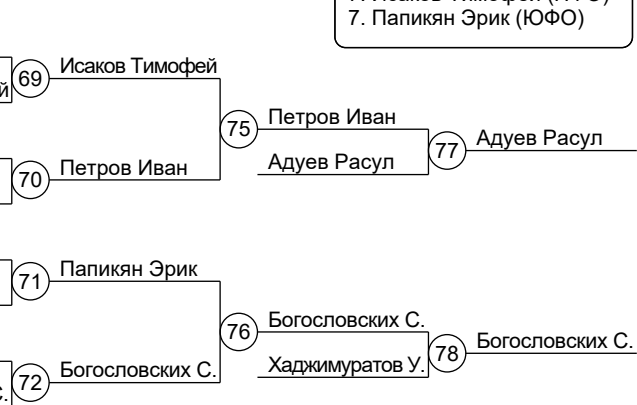 7. Папикян Эрик (ЮФО)
69 Исаков Тимофей
й
75 Петров Иван
77 Адуев Расул
Адуев Расул
70 Петров Иван
71 Папикян Эрик
76 Богословских С.
78 Богословских С.
Хаджимуратов У.
72 Богословских С.
С.